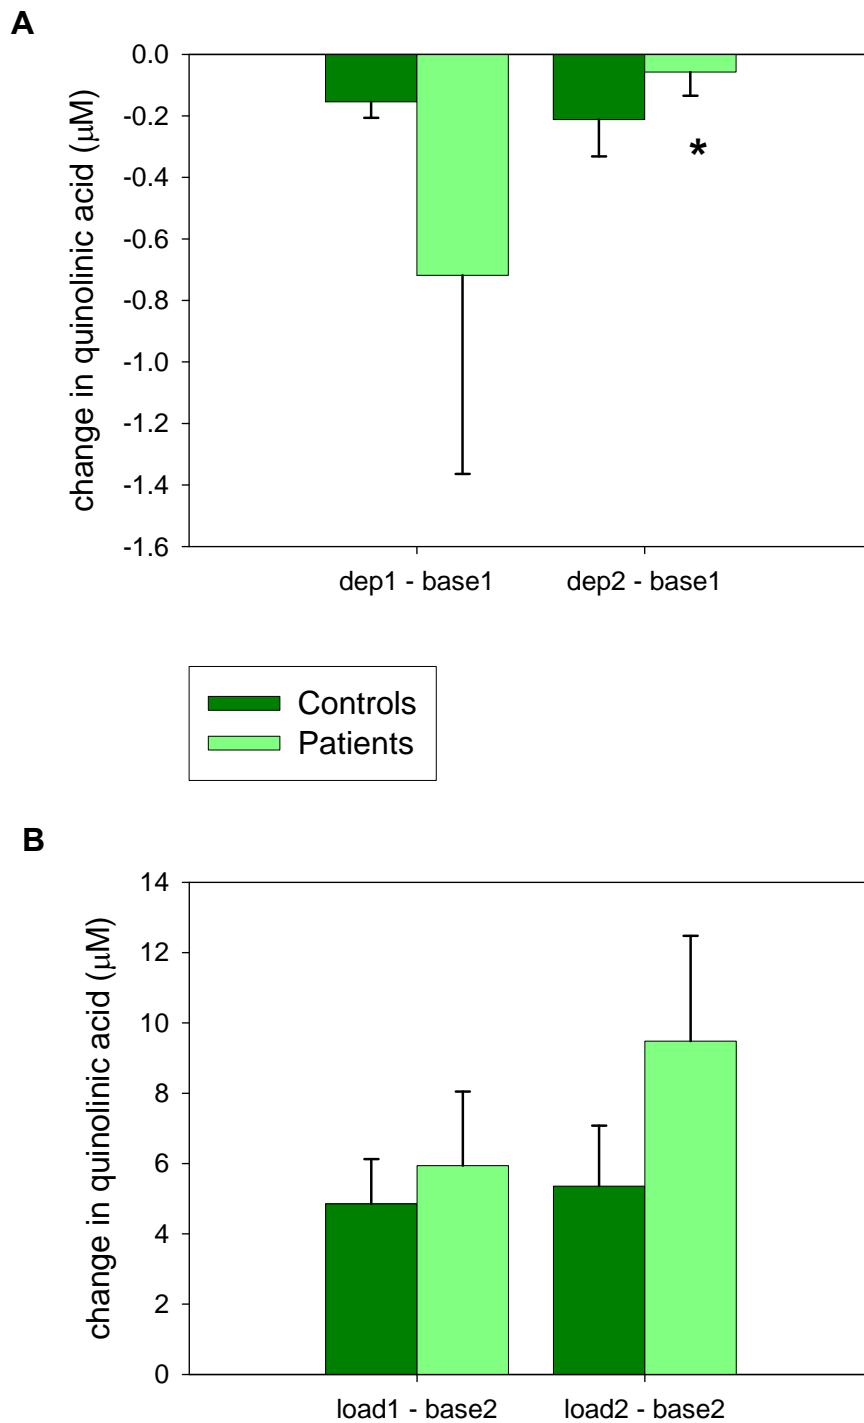 A
change in quinolinic acid (μM)
0.0
-0.2
-0.4
-0.6
-0.8
-1.0
-1.2
-1.4
-1.6
*
dep1 - base1
dep2 - base1
Controls
Patients
B
change in quinolinic acid (μM)
14
12
10
8
6
4
2
0
load1 - base2
load2 - base2